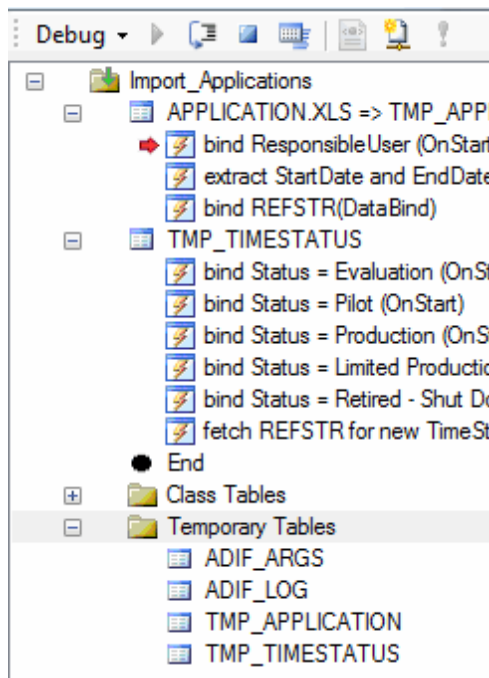 Debug
Import_Applications
APPLICATION.XLS => TMP_APPI
bind ResponsibleUser (OnStart
extract StartDate and EndDate
bind REFSTR(DataBind)
TMP_TIMESTATUS
bind Status = Evaluation (OnSt
bind Status = Pilot (OnStart)
bind Status = Production (OnSt
bind Status = Limited Productio
bind Status = Retired - Shut Do
fetch REFSTR for new TimeSt
End
Class Tables
Temporary Tables
ADIF_ARGS
ADIF_LOG
TMP_APPLICATION
TMP_TIMESTATUS